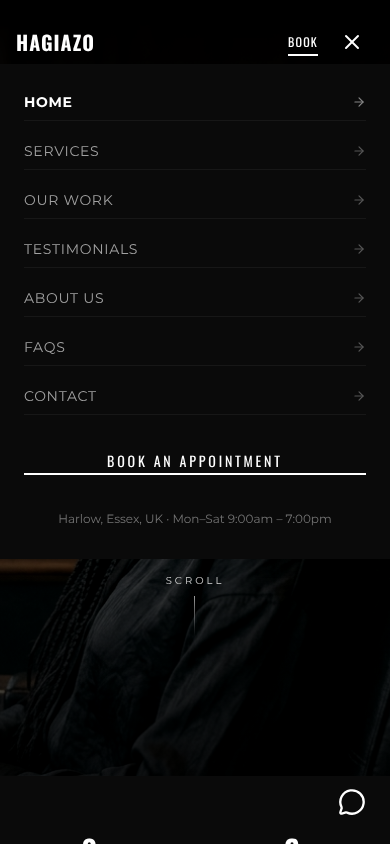 HAGIAZO
BOOK
HOME
SERVICES
OUR WORK
TESTIMONIALS
ABOUT US
FAQS
CONTACT
BOOK AN APPOINTMENT
Harlow, Essex, UK · Mon–Sat 9:00am – 7:00pm
SCROLL